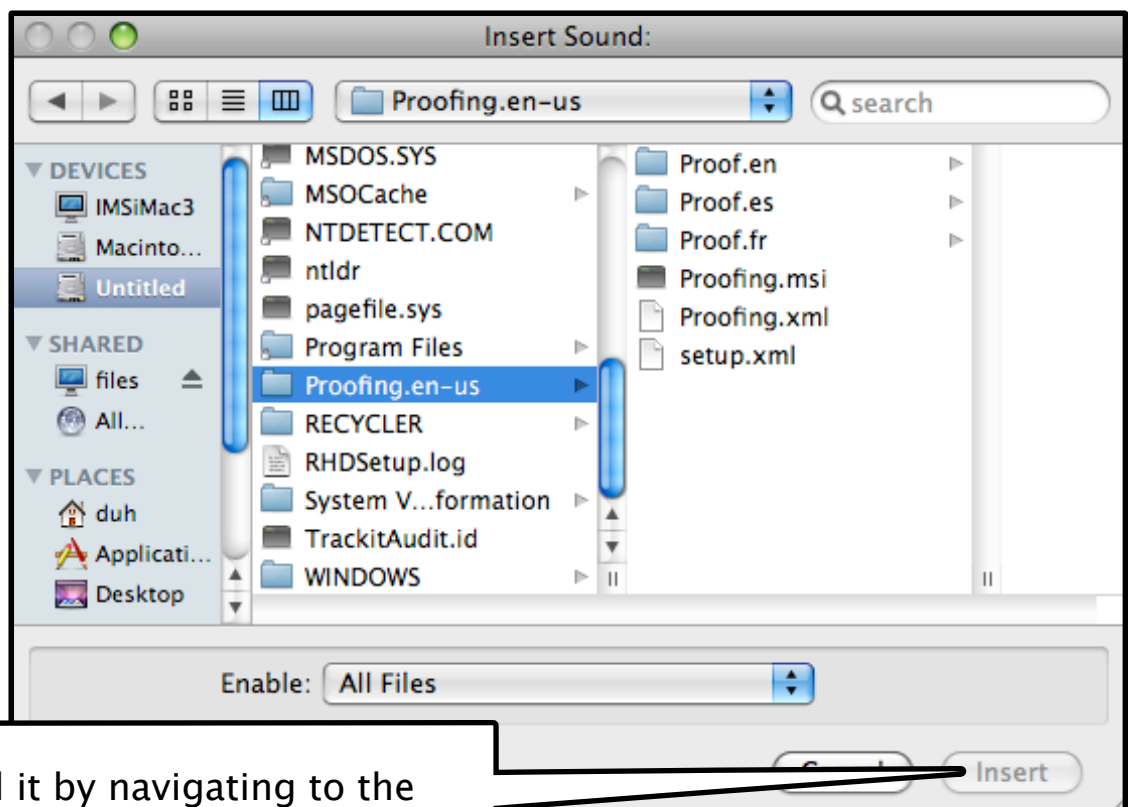 Insert Sound:
Proofing.en-us
search
DEVICES
IMSiMac3
Macinto...
Untitled
SHARED
files
All...
PLACES
duh
Applicati...
Desktop
MSDOS.SYS
MSOCache
NTDETECT.COM
ntldr
pagefile.sys
Program Files
Proofing.en-us
RECYCLER
RHDSetup.log
System V...formation
TrackitAudit.id
WINDOWS
Proof.en
Proof.es
Proof.fr
Proofing.msi
Proofing.xml
setup.xml
Enable: All Files
Insert
it by navigating to the